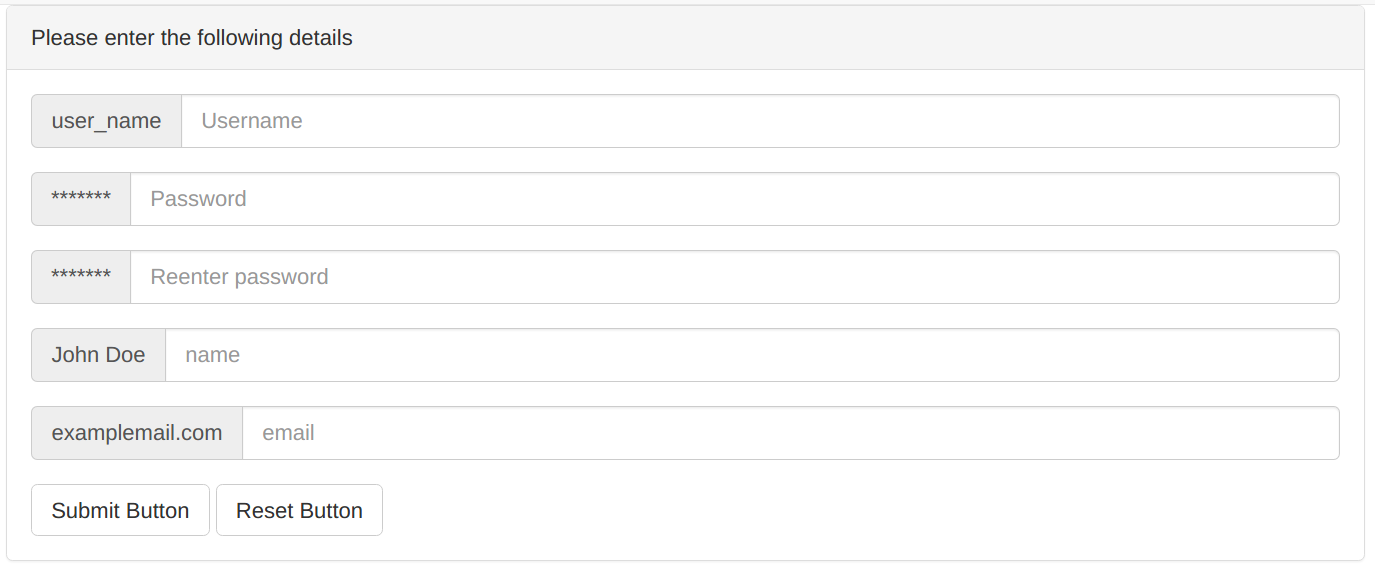 Please enter the following details
user_name Username
******* Password
******* Reenter password
John Doe name
examplemail.com email
Submit Button Reset Button